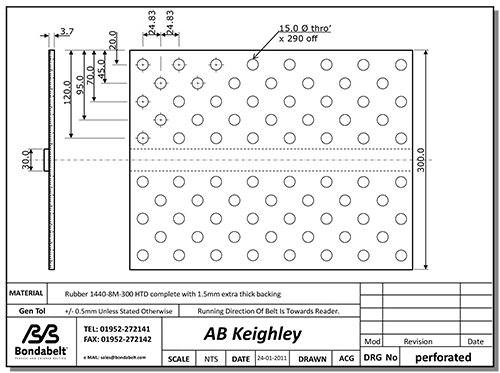 3.7
24.83
24.83
20.0
45.0
70.0
95.0
120.0
15.0 Ø thro'
x 290 off
30.0
300.0
MATERIAL
Rubber 1440-8M-300 HTD complete with 1.5mm extra thick backing
Gen Tol
+/- 0.5mm Unless Stated Otherwise
Running Direction Of Belt Is Towards Reader.
Bondabelt
TEL: 01952-272141
FAX: 01952-272142
e MAIL: sales@bondabelt.com
AB Keighley
SCALE
NTS
DATE
24-01-2011
DRAWN
ACG
Mod
Revision
Date
DRG No
perforated